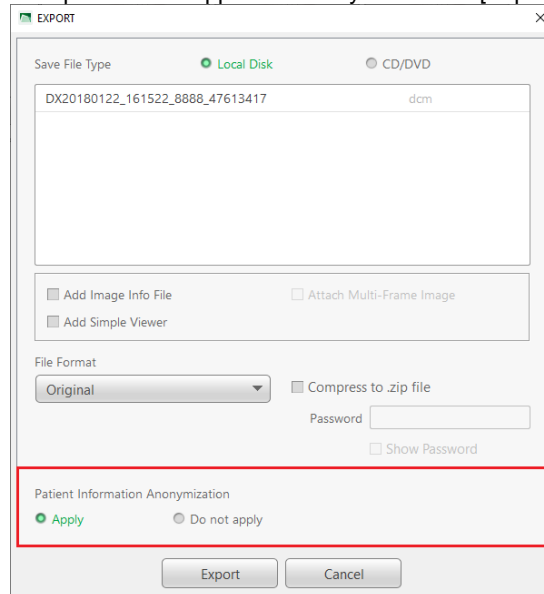 EXPORT
Save File Type Local Disk CD/DVD
DX20180122_161522_8888_47613417 dcm
Add Image Info File Attach Multi-Frame Image
Add Simple Viewer
File Format
Original Compress to .zip file
Password
Show Password
Patient Information Anonymization
Apply Do not apply
Export Cancel